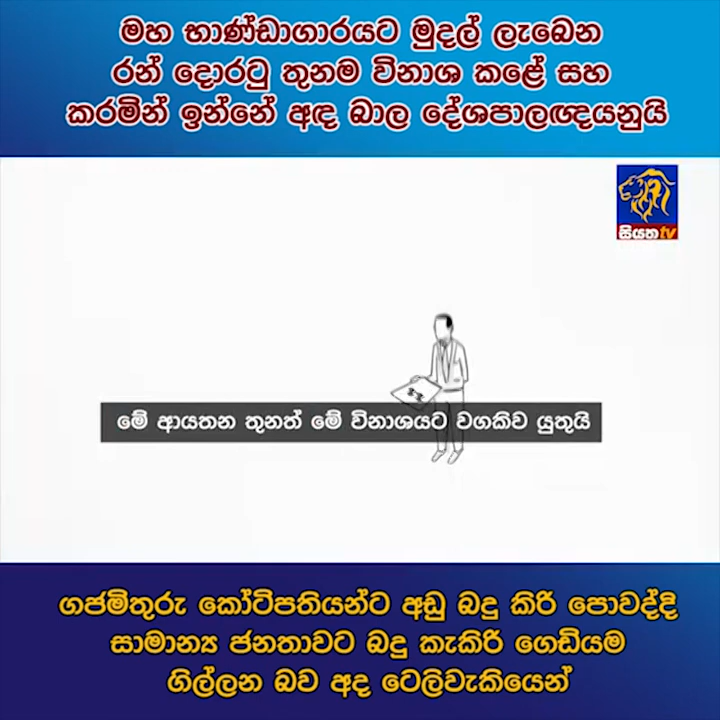 මහ භාණ්ඩාගාරයට මුදල් ලැබෙන
රන් දොරටු තුනම විනාශ කළේ සහ
කරමින් ඉන්නේ අඳ බාල දේශපාලඥයනුයි
සියත tv
මේ ආයතන තුනත් මේ විනාශයට වගකිව යුතුයි
ගජමිතුරු කෝටිපතියන්ට අඩු බදු කිරි පොවද්දි
සාමාන්‍ය ජනතාවට බදු කැකිරි ගෙඩියම
ගිල්ලන බව අද ටෙලිවැකියෙන්